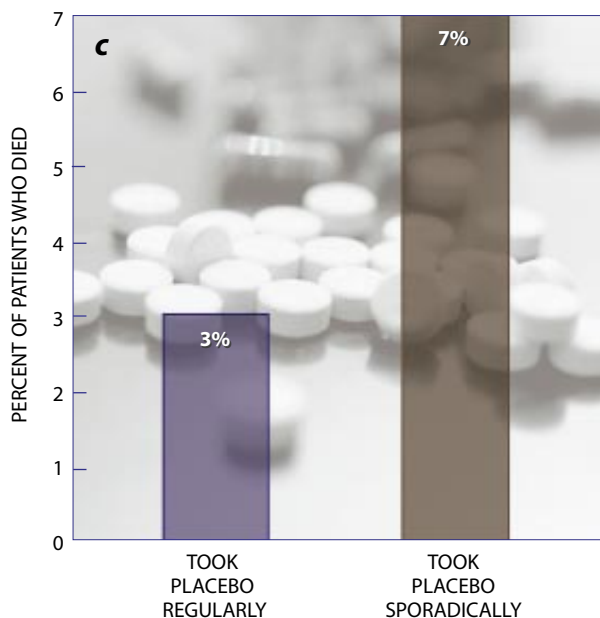 c
7
6
5
4
3
2
1
0
PERCENT OF PATIENTS WHO DIED
3%
7%
TOOK
PLACEBO
REGULARLY
TOOK
PLACEBO
SPORADICALLY